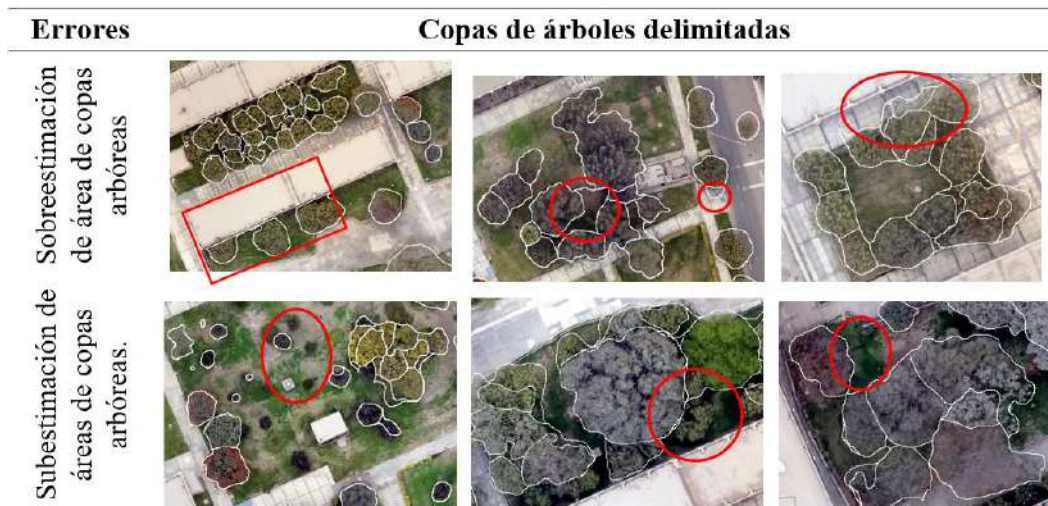 Errores
Copas de árboles delimitadas
Sobreestimación
de área de copas
arbóreas
Subestimación de
áreas de copas
arbóreas.